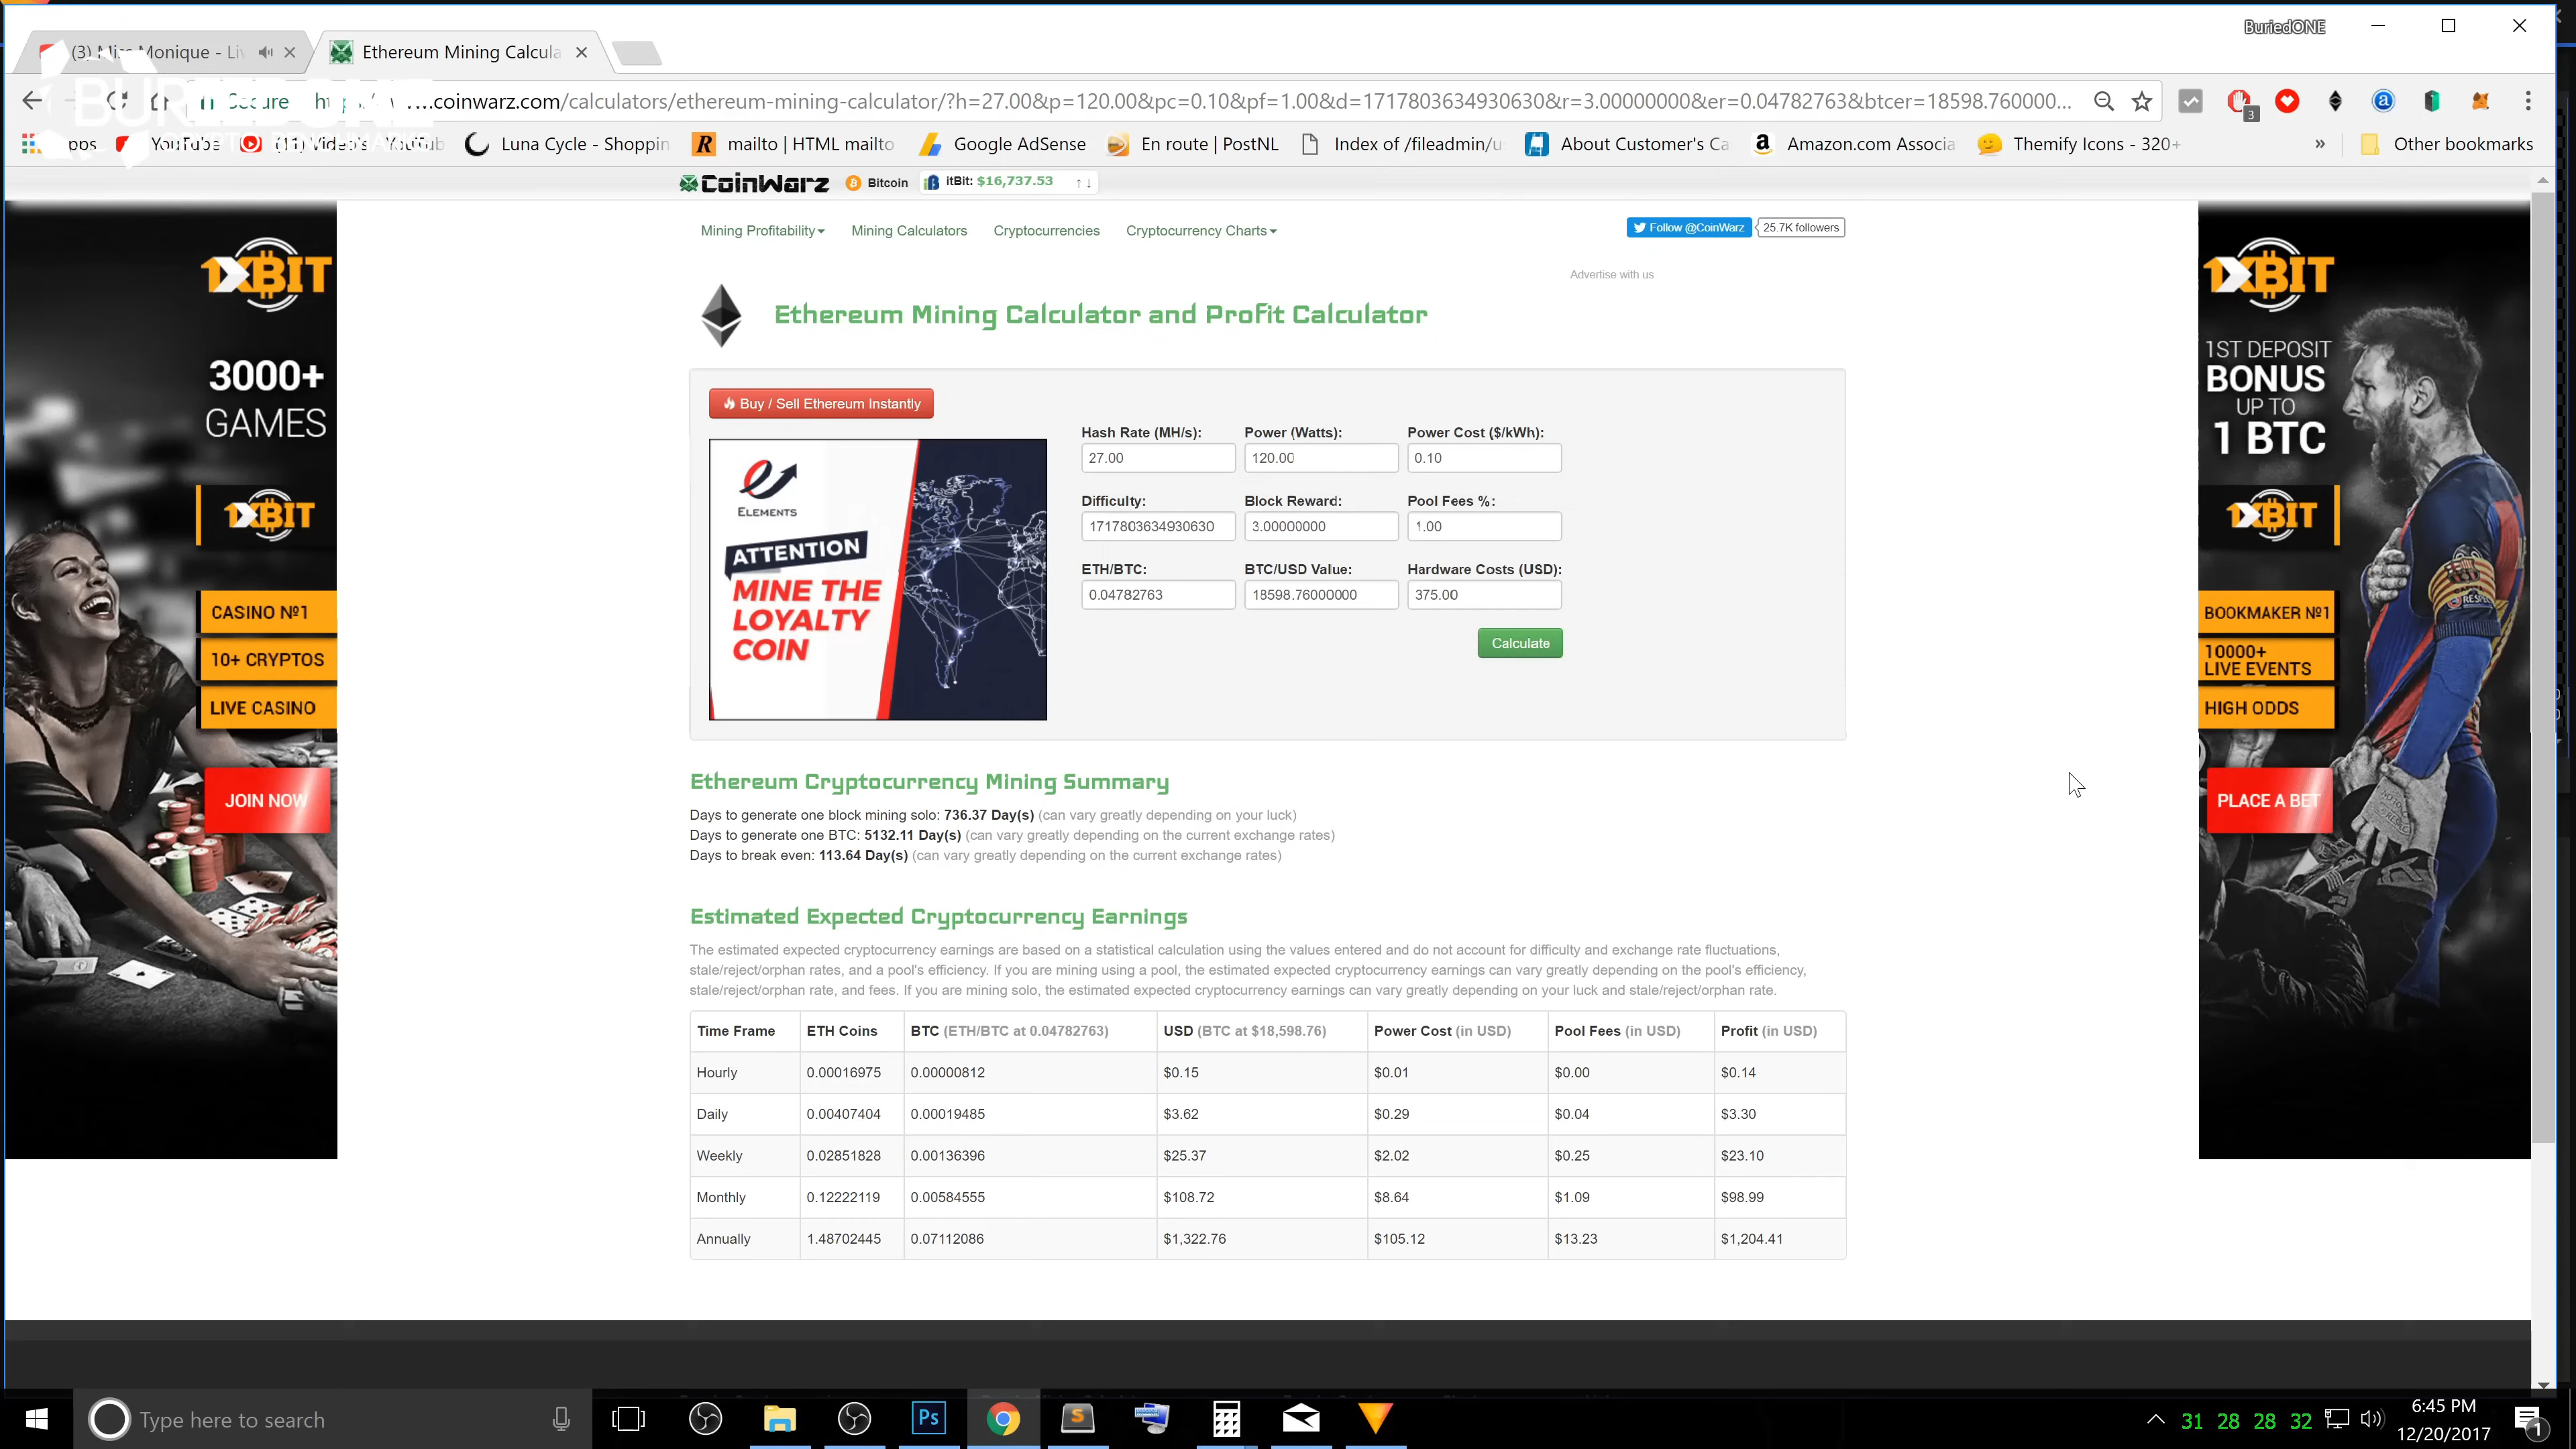 BuriedONE
(3) Miss Monique - Liv
Ethereum Mining Calcula
BURIEDONE
CRYPTO BENCHMARKS
Secure
.coinwarz.com/calculators/ethereum-mining-calculator/?h=27.00&p=120.00&pc=0.10&pf=1.00&d=1717803634930630&r=3.00000000&er=0.04782763&btcer=18598.760000...
3
YouTube
Luna Cycle - Shoppin
mailto | HTML mailto
Google AdSense
En route | PostNL
Index of /fileadmin/u
About Customer's Ca
Amazon.com Associa
Themify Icons - 320+
»
Other bookmarks
CoinWarz
Bitcoin
itBit: $16,737.53 ↑↓
Mining Profitability
Mining Calculators
Cryptocurrencies
Cryptocurrency Charts
Follow @CoinWarz
25.7K followers
Advertise with us
Ethereum Mining Calculator and Profit Calculator
Buy / Sell Ethereum Instantly
ELEMENTS
ATTENTION
MINE THE
LOYALTY
COIN
Hash Rate (MH/s): Power (Watts): Power Cost ($/kWh):
27.00 120.00 0.10
Difficulty: Block Reward: Pool Fees %:
1717803634930630 3.00000000 1.00
ETH/BTC: BTC/USD Value: Hardware Costs (USD):
0.04782763 18598.76000000 375.00
Calculate
Ethereum Cryptocurrency Mining Summary
Days to generate one block mining solo: 736.37 Day(s) (can vary greatly depending on your luck)
Days to generate one BTC: 5132.11 Day(s) (can vary greatly depending on the current exchange rates)
Days to break even: 113.64 Day(s) (can vary greatly depending on the current exchange rates)
Estimated Expected Cryptocurrency Earnings
The estimated expected cryptocurrency earnings are based on a statistical calculation using the values entered and do not account for difficulty and exchange rate fluctuations,
stale/reject/orphan rates, and a pool's efficiency. If you are mining using a pool, the estimated expected cryptocurrency earnings can vary greatly depending on the pool's efficiency,
stale/reject/orphan rate, and fees. If you are mining solo, the estimated expected cryptocurrency earnings can vary greatly depending on your luck and stale/reject/orphan rate.
Time Frame ETH Coins BTC (ETH/BTC at 0.04782763) USD (BTC at $18,598.76) Power Cost (in USD) Pool Fees (in USD) Profit (in USD)
Hourly 0.00016975 0.00000812 $0.15 $0.01 $0.00 $0.14
Daily 0.00407404 0.00019485 $3.62 $0.29 $0.04 $3.30
Weekly 0.02851828 0.00136396 $25.37 $2.02 $0.25 $23.10
Monthly 0.12222119 0.00584555 $108.72 $8.64 $1.09 $98.99
Annually 1.48702445 0.07112086 $1,322.76 $105.12 $13.23 $1,204.41
1XBIT
3000+
GAMES
1XBIT
CASINO №1
10+ CRYPTOS
LIVE CASINO
JOIN NOW
1XBIT
1ST DEPOSIT
BONUS
UP TO
1 BTC
1XBIT
BOOKMAKER №1
10000+
LIVE EVENTS
HIGH ODDS
PLACE A BET
Type here to search
Ps
31 28 28 32
6:45 PM
12/20/2017
1